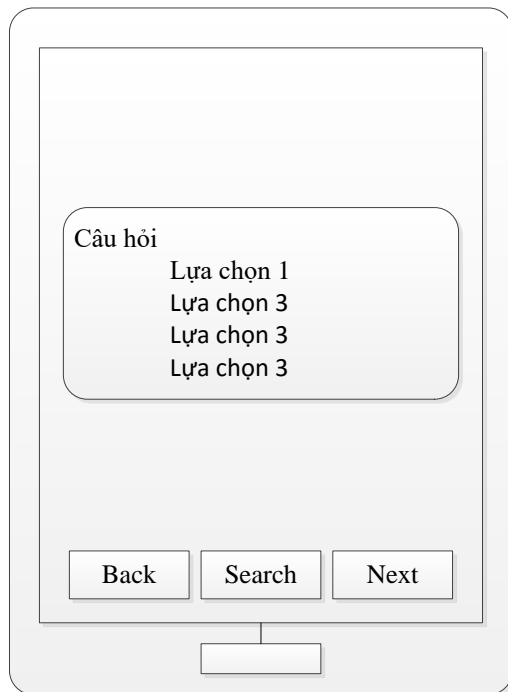 Câu hỏi
Lựa chọn 1
Lựa chọn 3
Lựa chọn 3
Lựa chọn 3
Back Search Next